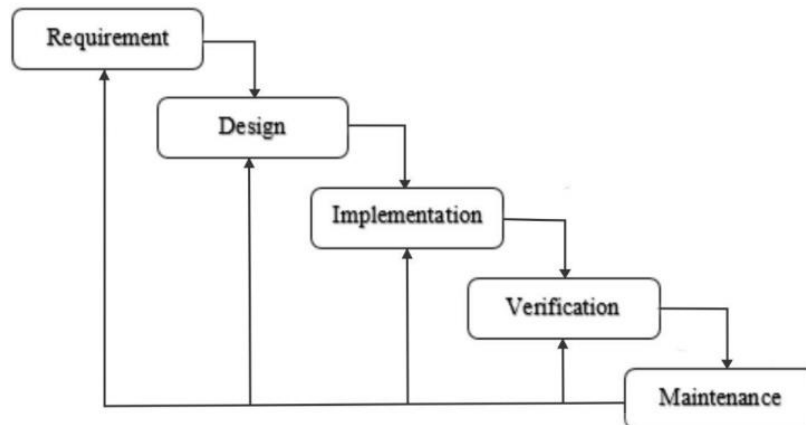 Requirement
Design
Implementation
Verification
Maintenance